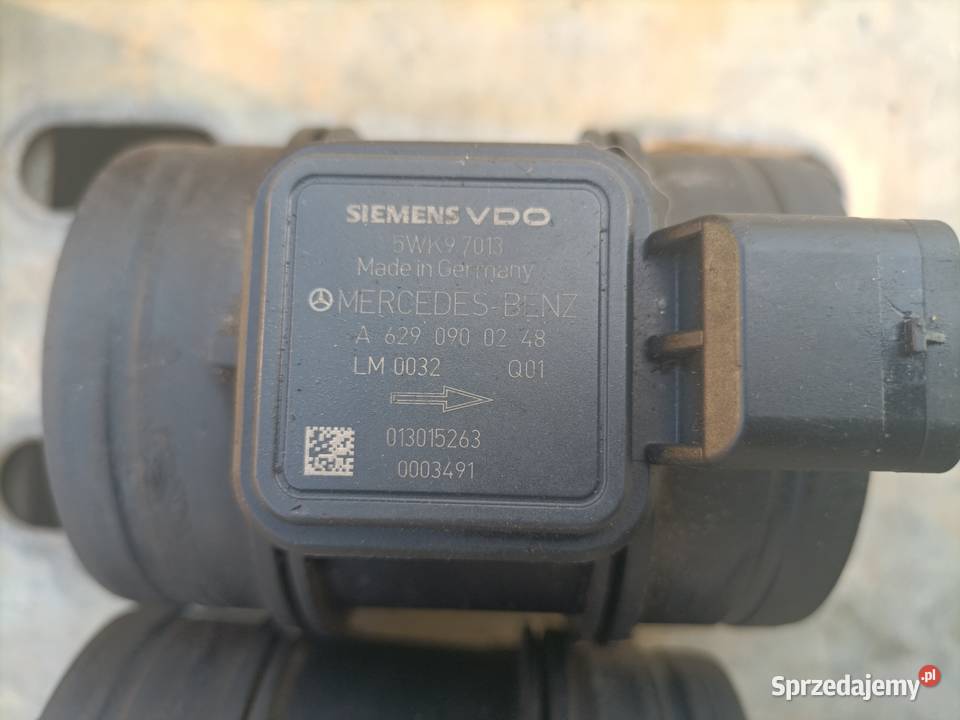 SIEMENS VDO
5WK9 7013
Made in Germany
MERCEDES-BENZ
A 629 090 02 48
LM 0032 Q01
013015263
0003491
Sprzedajemy.pl